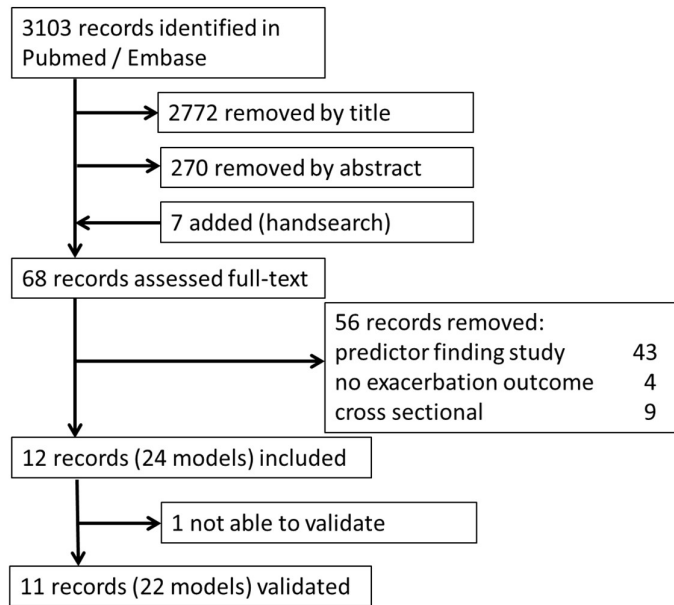 3103 records identified in
Pubmed / Embase
2772 removed by title
270 removed by abstract
7 added (handsearch)
68 records assessed full-text
56 records removed:
predictor finding study 43
no exacerbation outcome 4
cross sectional 9
12 records (24 models) included
1 not able to validate
11 records (22 models) validated